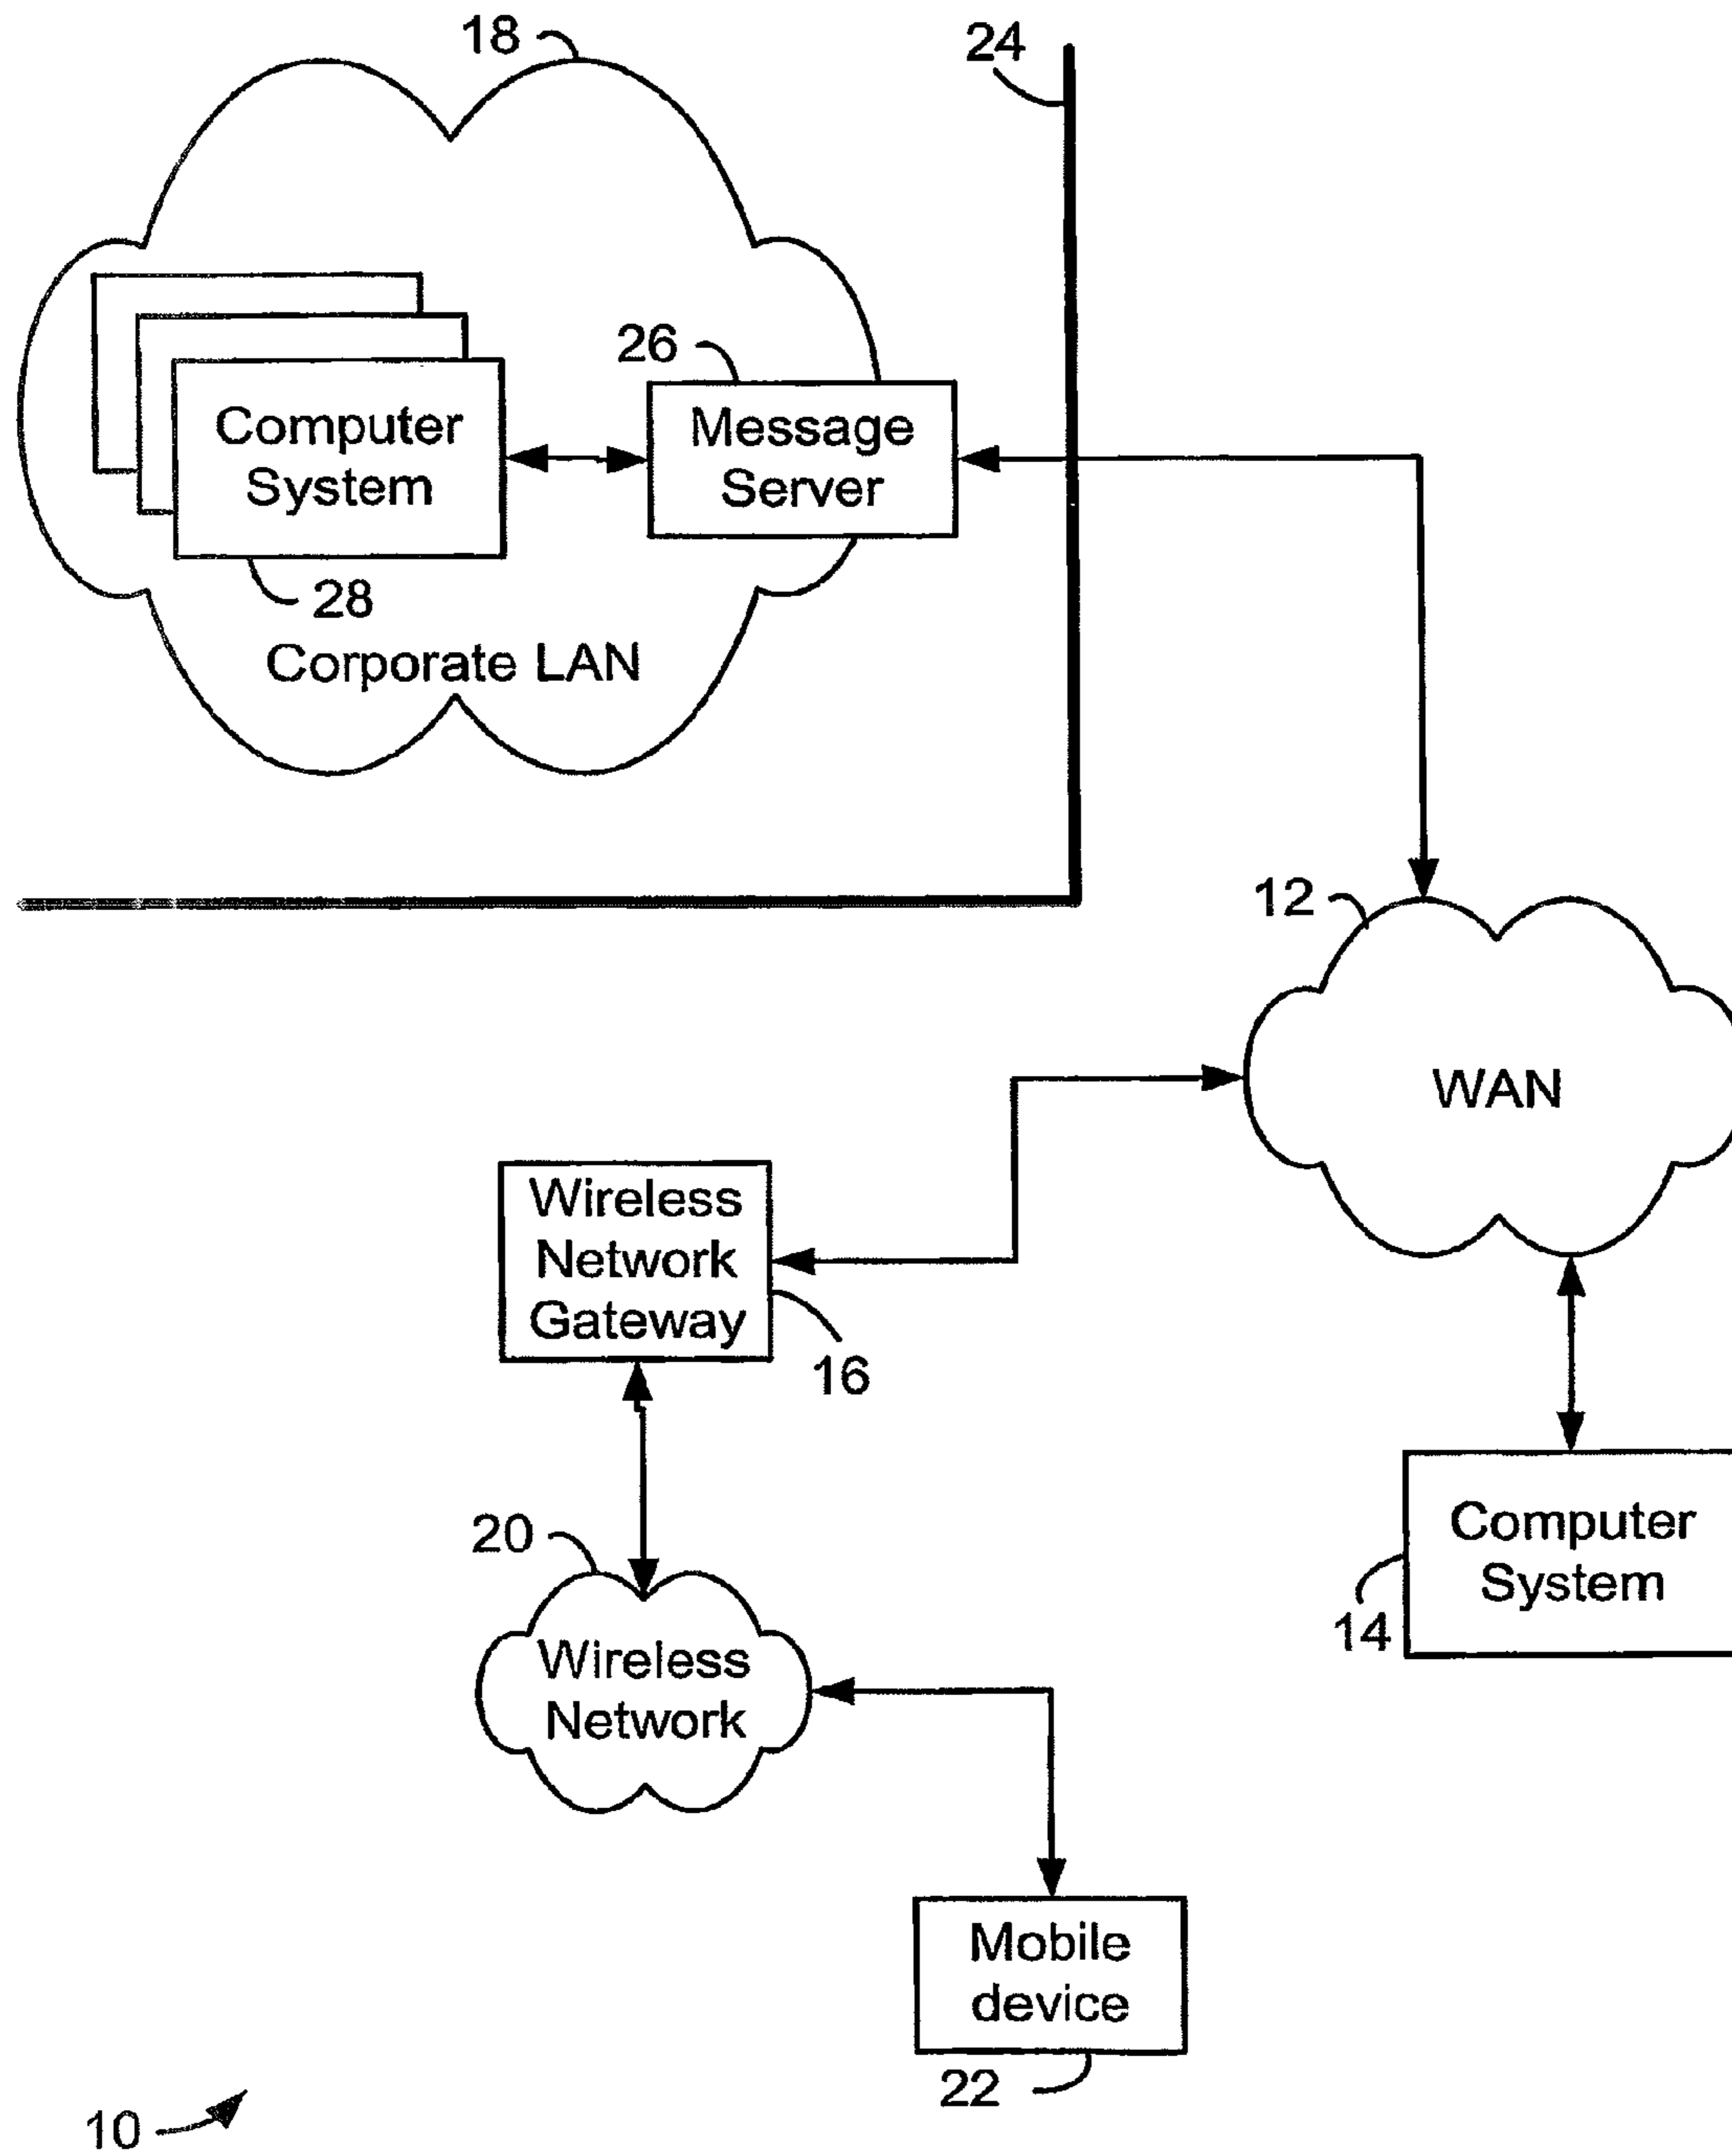 18
24
26
Computer
System
Message
Server
28
Corporate LAN
12
WAN
Wireless
Network
Gateway
16
20
Computer
System
14
Wireless
Network
Mobile
device
22
10